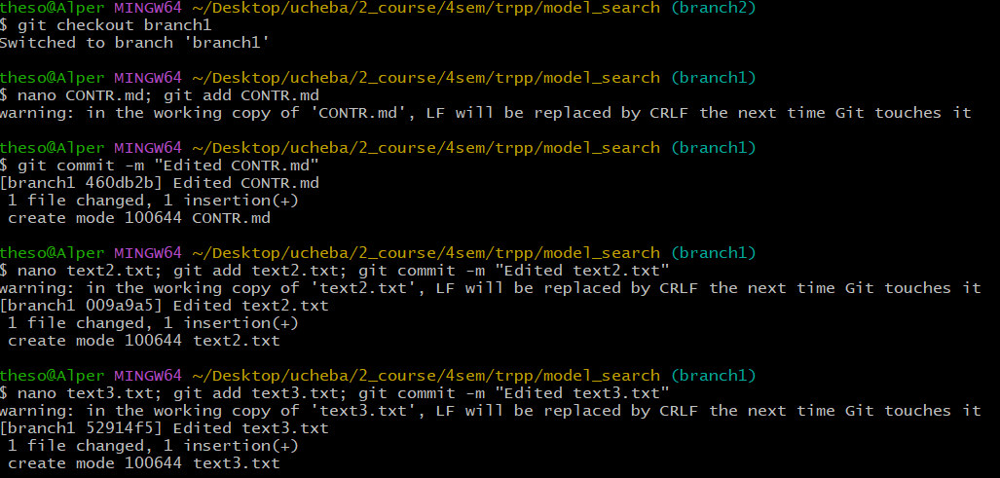 theso@Alper MINGW64 ~/Desktop/ucheba/2_course/4sem/trpp/model_search (branch2)
$ git checkout branch1
Switched to branch 'branch1'
theso@Alper MINGW64 ~/Desktop/ucheba/2_course/4sem/trpp/model_search (branch1)
$ nano CONTR.md; git add CONTR.md
warning: in the working copy of 'CONTR.md', LF will be replaced by CRLF the next time Git touches it
theso@Alper MINGW64 ~/Desktop/ucheba/2_course/4sem/trpp/model_search (branch1)
$ git commit -m "Edited CONTR.md"
[branch1 460db2b] Edited CONTR.md
1 file changed, 1 insertion(+)
create mode 100644 CONTR.md
theso@Alper MINGW64 ~/Desktop/ucheba/2_course/4sem/trpp/model_search (branch1)
$ nano text2.txt; git add text2.txt; git commit -m "Edited text2.txt"
warning: in the working copy of 'text2.txt', LF will be replaced by CRLF the next time Git touches it
[branch1 009a9a5] Edited text2.txt
1 file changed, 1 insertion(+)
create mode 100644 text2.txt
theso@Alper MINGW64 ~/Desktop/ucheba/2_course/4sem/trpp/model_search (branch1)
$ nano text3.txt; git add text3.txt; git commit -m "Edited text3.txt"
warning: in the working copy of 'text3.txt', LF will be replaced by CRLF the next time Git touches it
[branch1 52914f5] Edited text3.txt
1 file changed, 1 insertion(+)
create mode 100644 text3.txt